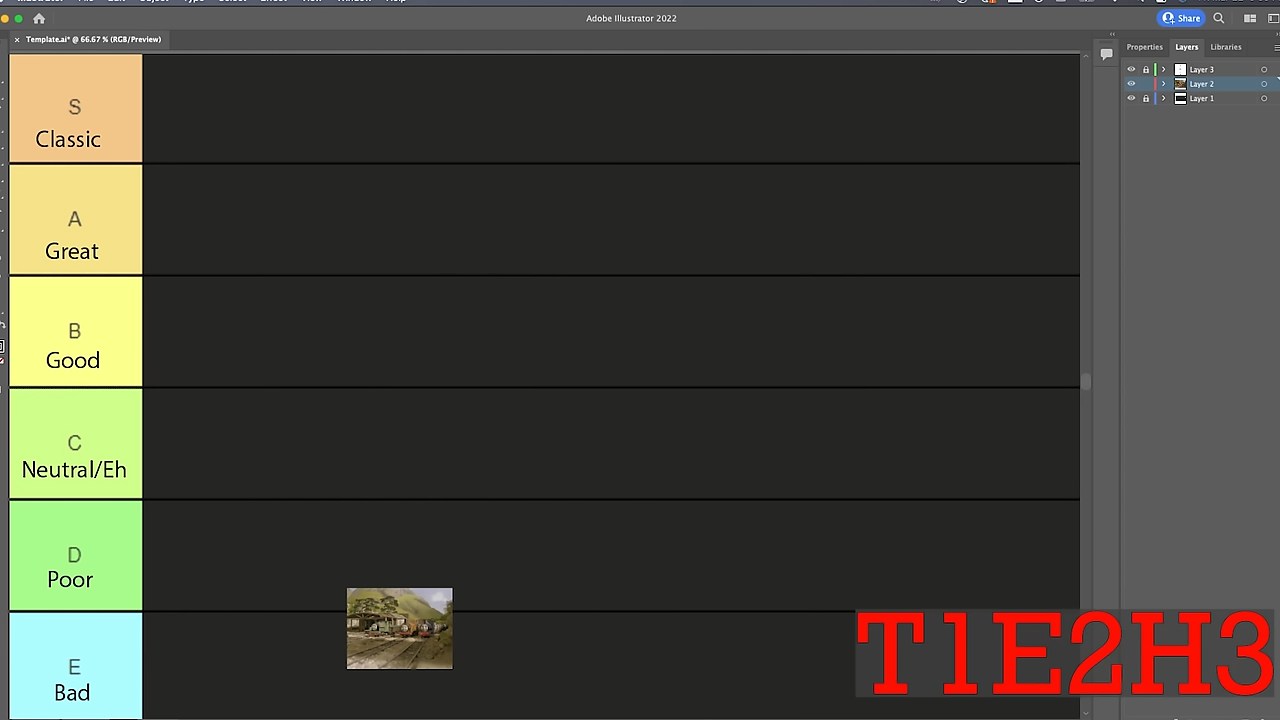 Adobe Illustrator 2022
Share
× Template.ai* @ 66.67 % (RGB/Preview)
Properties Layers Libraries
Layer 3
Layer 2
Layer 1
S
Classic
A
Great
B
Good
C
Neutral/Eh
D
Poor
E
Bad
T1E2H3